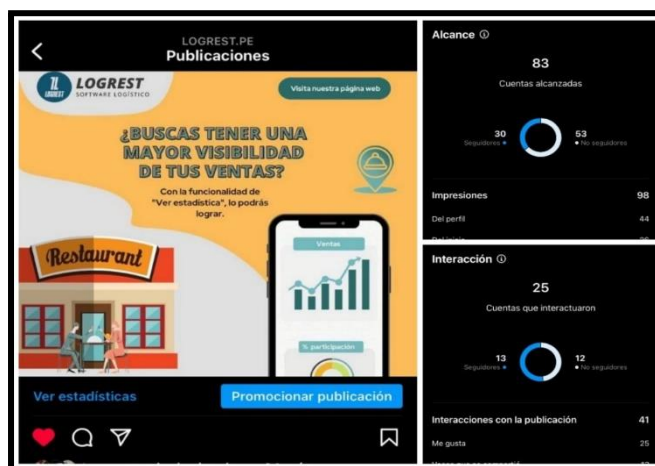 LOGREST.PE
Publicaciones
LOGREST
LOGREST
SOFTWARE LOGÍSTICO
Visita nuestra página web
¿BUSCAS TENER UNA
MAYOR VISIBILIDAD
DE TUS VENTAS?
Con la funcionalidad de
"Ver estadística", lo podrás
lograr.
Restaurant
Ventas
% participación
Ver estadísticas
Promocionar publicación
Alcance
83
Cuentas alcanzadas
30
Seguidores
53
No seguidores
Impresiones 98
Del perfil 44
Interacción
25
Cuentas que interactuaron
13
Seguidores
12
No seguidores
Interacciones con la publicación 41
Me gusta 25